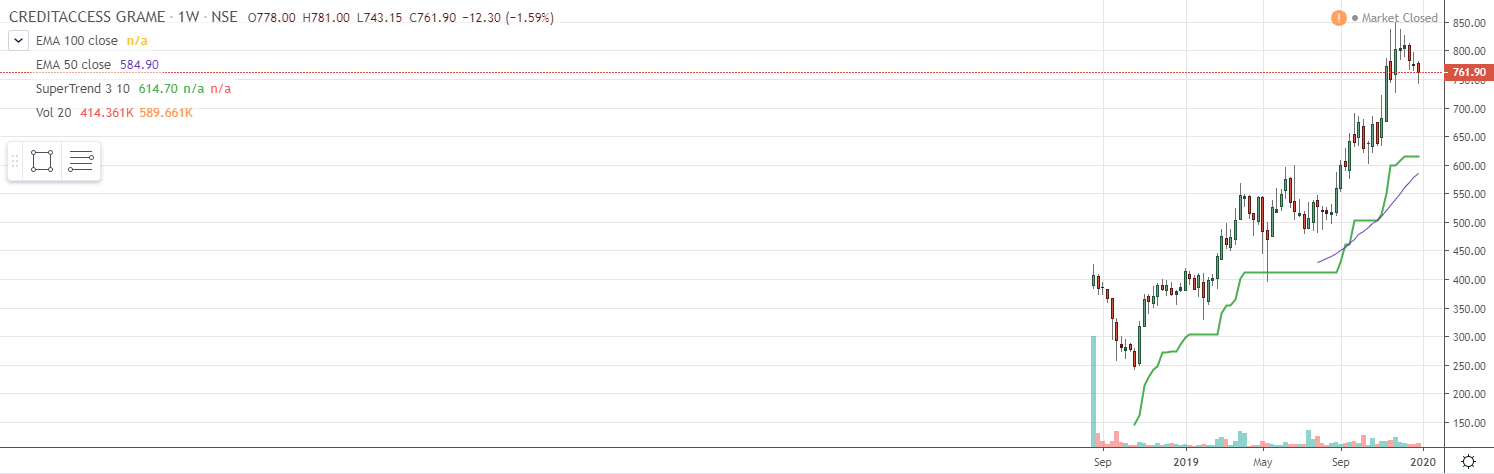 CREDITACCESS GRAME · 1W · NSE O778.00 H781.00 L743.15 C761.90 −12.30 (−1.59%)
! Market Closed
EMA 100 close n/a
EMA 50 close 584.90
SuperTrend 3 10 614.70 n/a n/a
Vol 20 414.361K 589.661K
850.00
800.00
761.90
700.00
650.00
600.00
550.00
500.00
450.00
400.00
350.00
300.00
250.00
200.00
150.00
Sep 2019 May Sep 2020